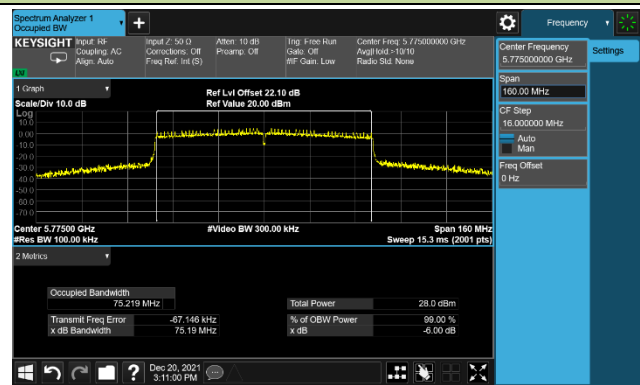 Spectrum Analyzer 1
Occupied BW
Frequency
KEYSIGHT
Input: RF
Coupling: AC
Align: Auto
Input Z: 50 Ω
Corrections: Off
Freq Ref: Int (S)
Atten: 10 dB
Preamp: Off
Trig: Free Run
Gate: Off
#IF Gain: Low
Center Freq: 5.775000000 GHz
Avg|Hold:>10/10
Radio Std: None
Center Frequency
5.775000000 GHz
Settings
Span
160.00 MHz
CF Step
16.000000 MHz
Auto
Man
Freq Offset
0 Hz
1 Graph
Ref Lvl Offset 22.10 dB
Scale/Div 10.0 dB
Ref Value 20.00 dBm
Log
10.0
0.00
-10.0
-20.0
-30.0
-40.0
-50.0
-60.0
-70.0
Center 5.77500 GHz
#Video BW 300.00 kHz
Span 160 MHz
#Res BW 100.00 kHz
Sweep 15.3 ms (2001 pts)
2 Metrics
Occupied Bandwidth
75.219 MHz
Total Power
28.0 dBm
Transmit Freq Error
-67.146 kHz
% of OBW Power
99.00 %
x dB Bandwidth
75.19 MHz
x dB
-6.00 dB
Dec 20, 2021
3:11:00 PM